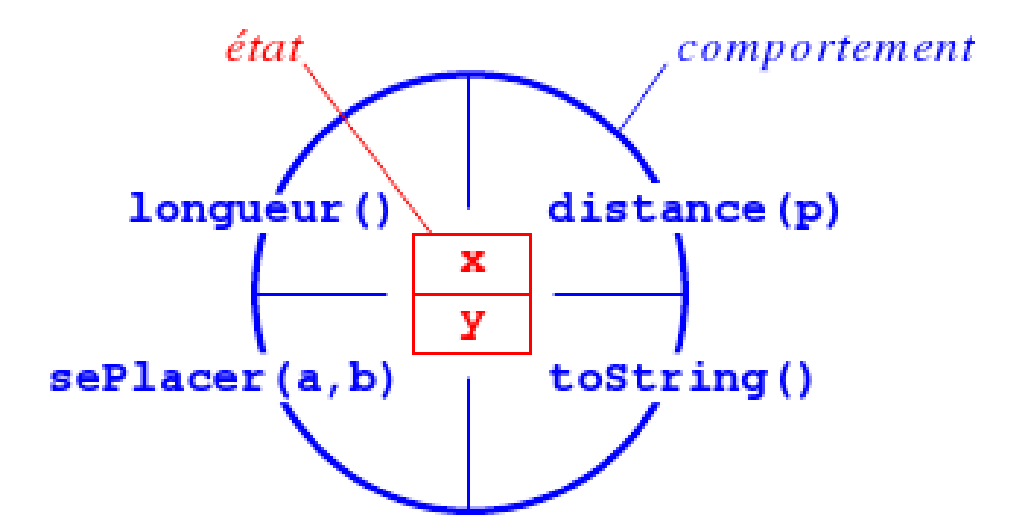 état
comportement
longueur()
distance(p)
x
y
sePlacer(a,b)
toString()